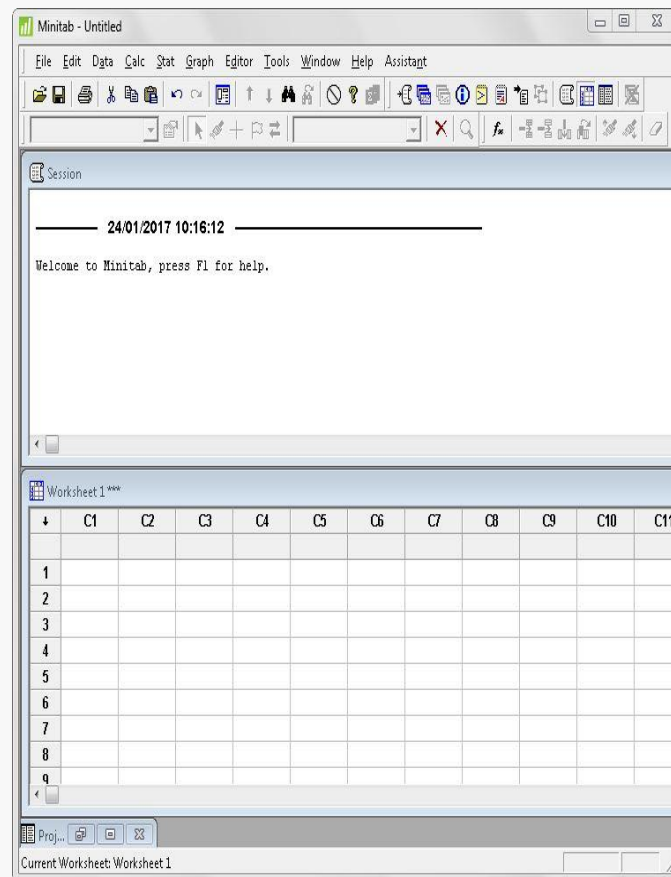 Minitab - Untitled
File Edit Data Calc Stat Graph Editor Tools Window Help Assistant
Session
24/01/2017 10:16:12
Welcome to Minitab, press F1 for help.
Worksheet 1 ***
C1 C2 C3 C4 C5 C6 C7 C8 C9 C10 C11
1
2
3
4
5
6
7
8
9
Proj...
Current Worksheet: Worksheet 1